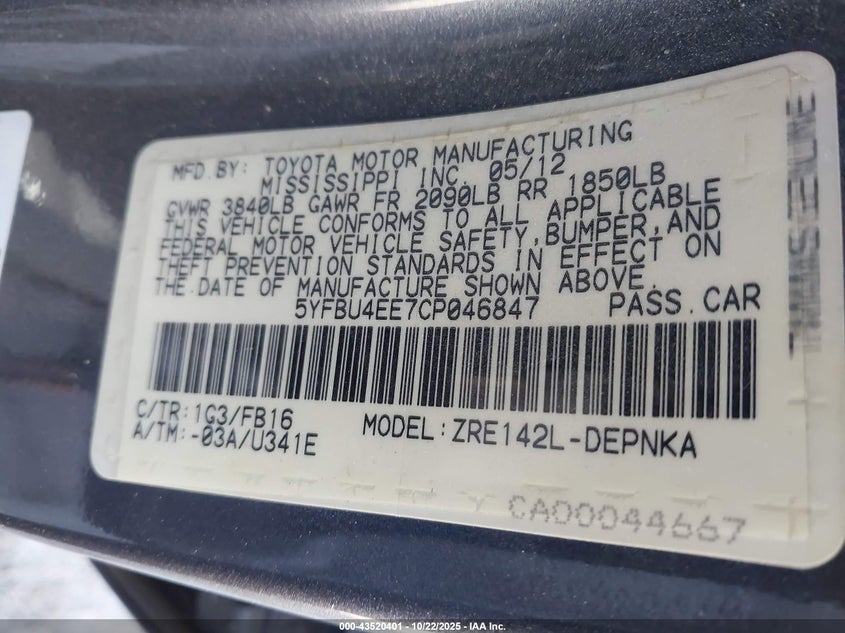 MFD.BY: TOYOTA MOTOR MANUFACTURING
MISSISSIPPI INC. 05/12
GVWR 3840LB GAWR FR 2090LB RR 1850LB
THIS VEHICLE CONFORMS TO ALL APPLICABLE
FEDERAL MOTOR VEHICLE SAFETY,BUMPER,AND
THEFT PREVENTION STANDARDS IN EFFECT ON
THE DATE OF MANUFACTURE SHOWN ABOVE.
5YFBU4EE7CP046847 PASS.CAR
C/TR:1G3/FB16
A/TM:-03A/U341E
MODEL:ZRE142L-DEPNKA
CA00044667
000-43520401 - 10/22/2025 - IAA Inc.